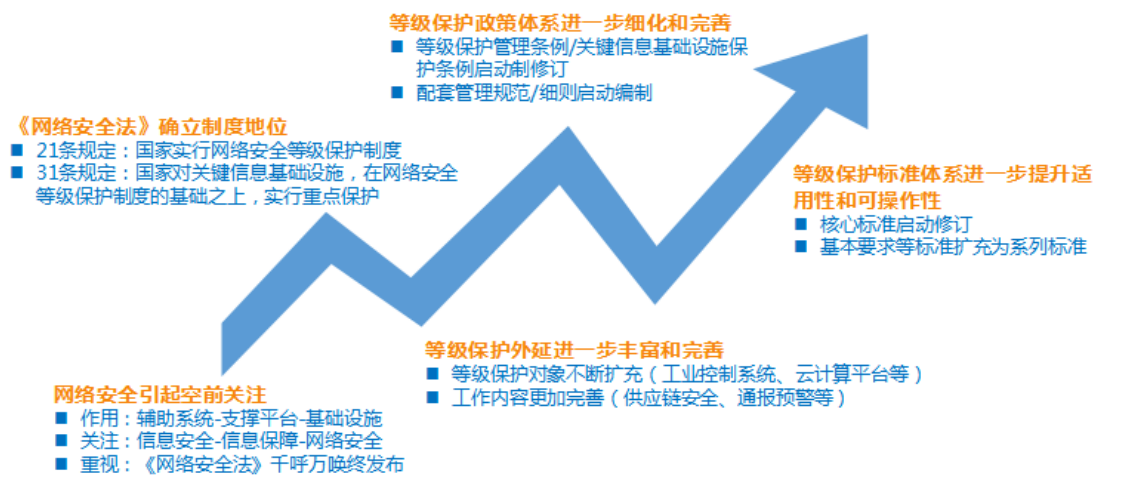 等级保护政策体系进一步细化和完善
■ 等级保护管理条例/关键信息基础设施保
护条例启动制修订
■ 配套管理规范/细则启动编制
《网络安全法》确立制度地位
■ 21条规定：国家实行网络安全等级保护制度
■ 31条规定：国家对关键信息基础设施，在网络安全
等级保护制度的基础之上，实行重点保护
等级保护标准体系进一步提升适
用性和可操作性
■ 核心标准启动修订
■ 基本要求等标准扩充为系列标准
等级保护外延进一步丰富和完善
■ 等级保护对象不断扩充（工业控制系统、云计算平台等）
■ 工作内容更加完善（供应链安全、通报预警等）
网络安全引起空前关注
■ 作用：辅助系统-支撑平台-基础设施
■ 关注：信息安全-信息保障-网络安全
■ 重视：《网络安全法》千呼万唤终发布